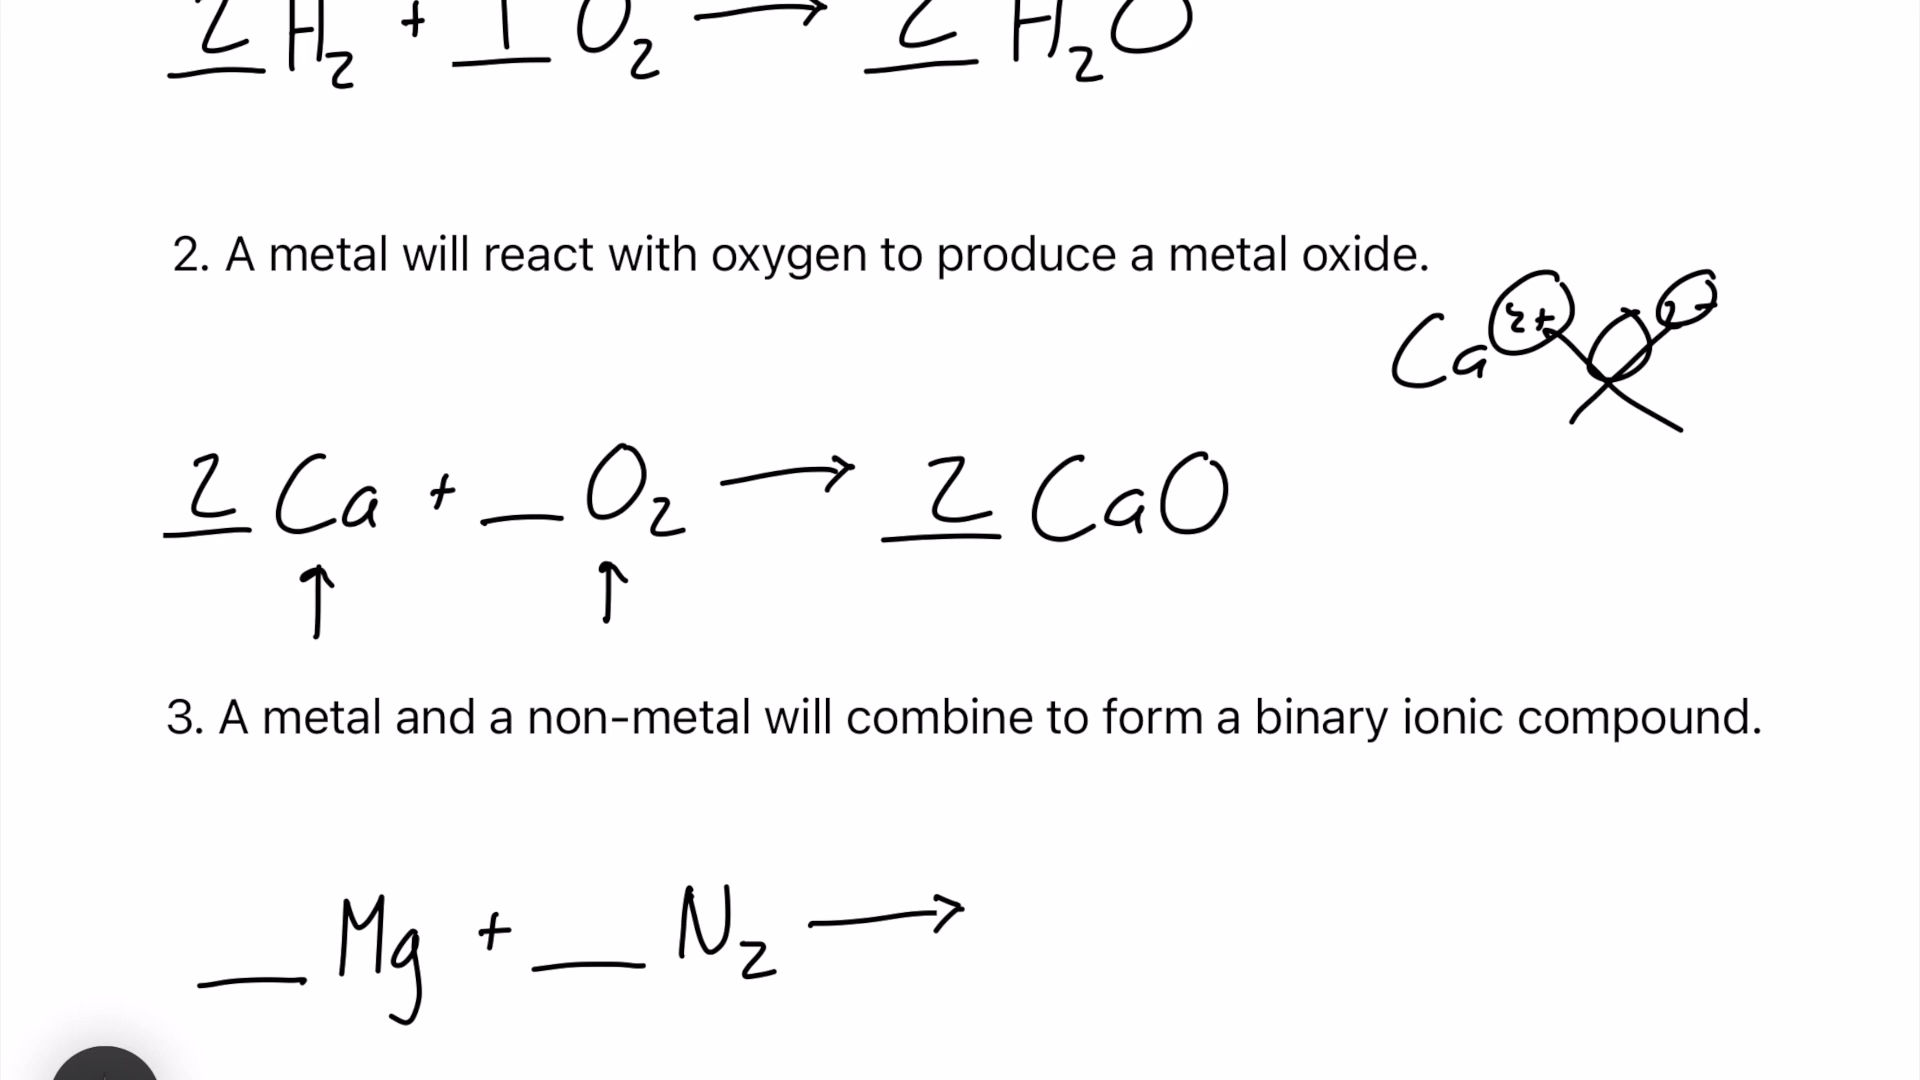 2 H₂ + 1 O₂ → 2 H₂O
2. A metal will react with oxygen to produce a metal oxide.
Ca²⁺ O²⁻
2 Ca + _ O₂ → 2 CaO
3. A metal and a non-metal will combine to form a binary ionic compound.
_ Mg + _ N₂ →